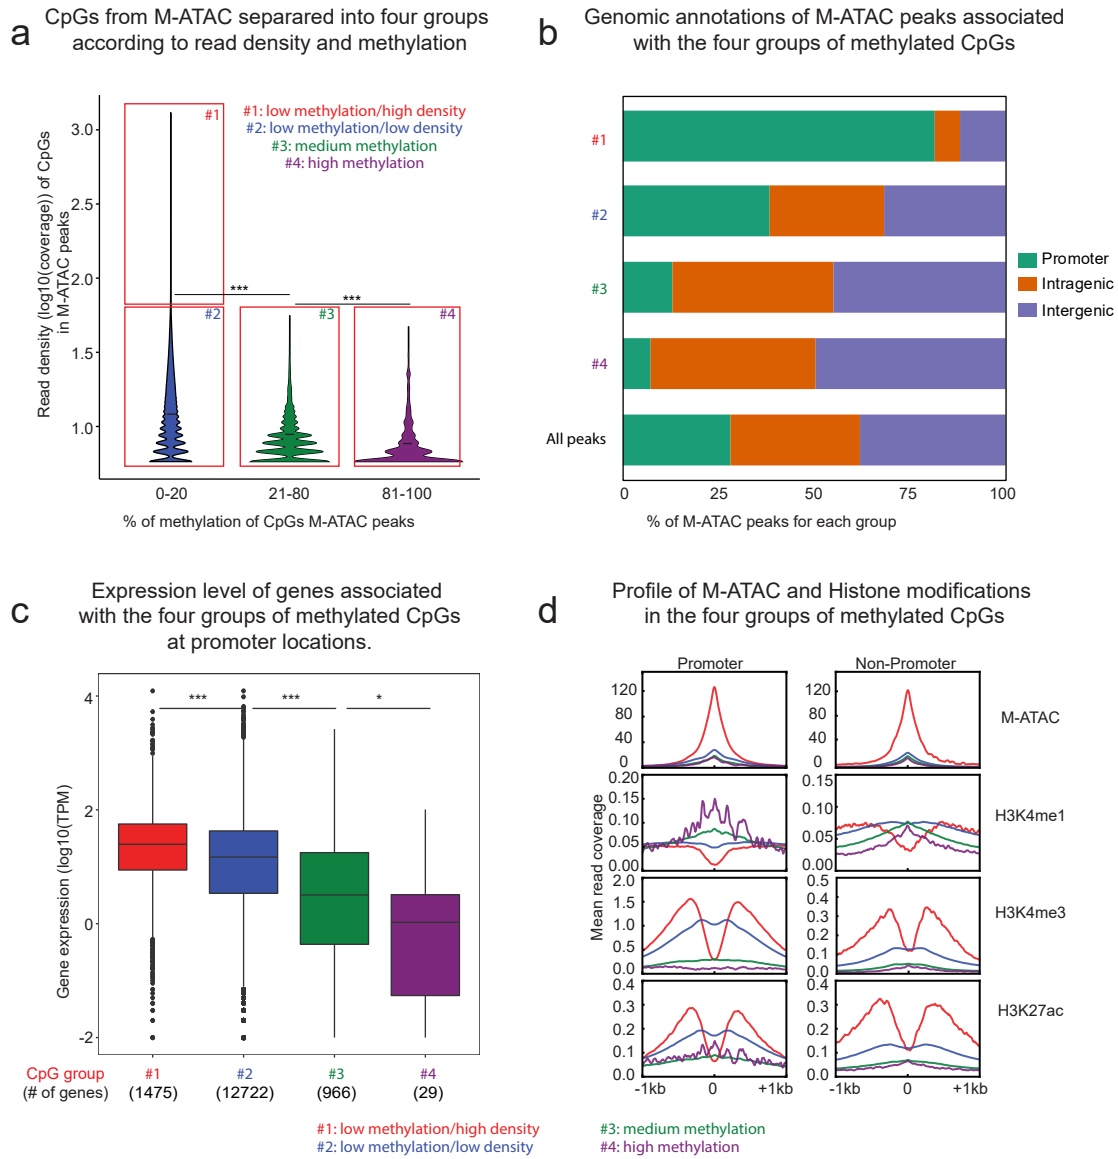 a
CpGs from M-ATAC separared into four groups
according to read density and methylation
#1: low methylation/high density
#2: low methylation/low density
#3: medium methylation
#4: high methylation
#1
#2
#3
#4
***
***
Read density (log10(coverage)) of CpGs
in M-ATAC peaks
3.0
2.5
2.0
1.5
1.0
0-20
21-80
81-100
% of methylation of CpGs M-ATAC peaks
b
Genomic annotations of M-ATAC peaks associated
with the four groups of methylated CpGs
#1
#2
#3
#4
All peaks
0
25
50
75
100
% of M-ATAC peaks for each group
Promoter
Intragenic
Intergenic
c
Expression level of genes associated
with the four groups of methylated CpGs
at promoter locations.
Gene expression (log10(TPM)
4
2
0
-2
***
***
*
CpG group
#1
#2
#3
#4
(# of genes)
(1475)
(12722)
(966)
(29)
d
Profile of M-ATAC and Histone modifications
in the four groups of methylated CpGs
Promoter
Non-Promoter
Mean read coverage
120
80
40
0
120
80
40
0
M-ATAC
0.20
0.15
0.10
0.05
0.00
0.15
0.10
0.05
0.00
H3K4me1
2.0
1.5
1.0
0.5
0.0
0.5
0.4
0.3
0.2
0.1
0.0
H3K4me3
0.4
0.3
0.2
0.1
0.0
0.4
0.3
0.2
0.1
0.0
H3K27ac
-1kb
0
+1kb
-1kb
0
+1kb
#1: low methylation/high density
#2: low methylation/low density
#3: medium methylation
#4: high methylation